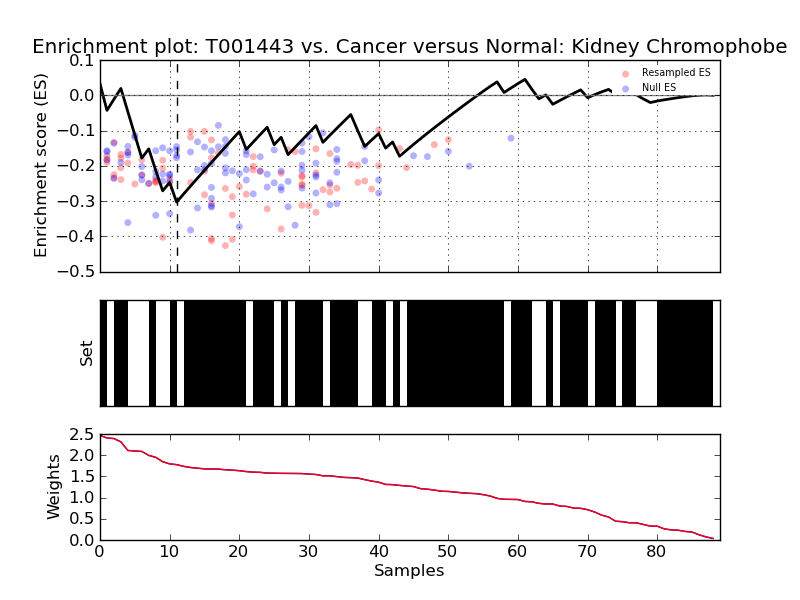 Enrichment plot: T001443 vs. Cancer versus Normal: Kidney Chromophobe
Enrichment score (ES)
0.1
0.0
−0.1
−0.2
−0.3
−0.4
−0.5
Resampled ES
Null ES
Set
Weights
2.5
2.0
1.5
1.0
0.5
0.0
0 10 20 30 40 50 60 70 80
Samples